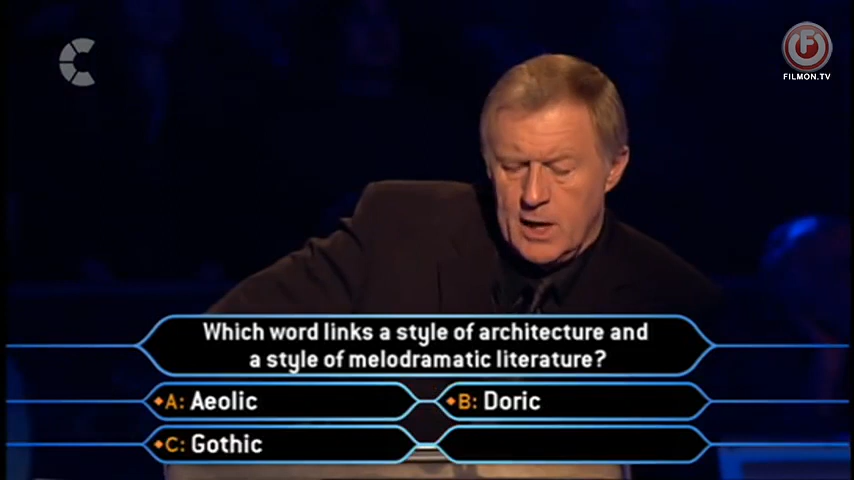 FILMON.TV
Which word links a style of architecture and
a style of melodramatic literature?
A: Aeolic
B: Doric
C: Gothic